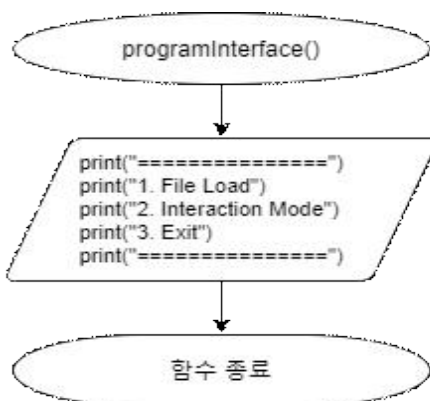 programInterface()
print("===============")
print("1. File Load")
print("2. Interaction Mode")
print("3. Exit")
print("===============")
함수 종료